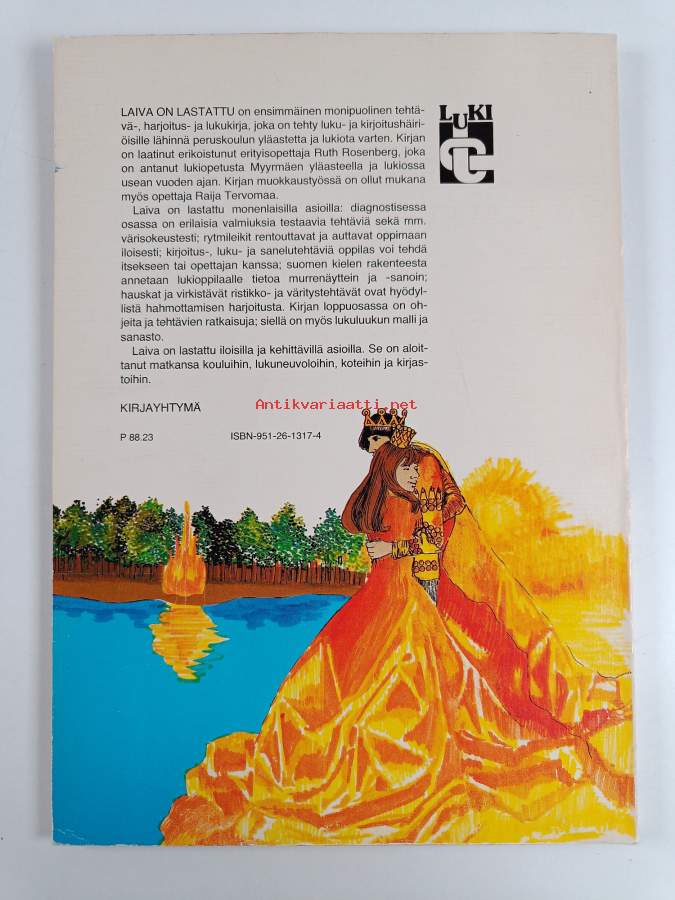 LAIVA ON LASTATTU on ensimmäinen monipuolinen tehtä-
vä-, harjoitus- ja lukukirja, joka on tehty luku- ja kirjoitushäiri-
öisille lähinnä peruskoulun yläastetta ja lukiota varten. Kirjan
on laatinut erikoistunut erityisopettaja Ruth Rosenberg, joka
on antanut lukiopetusta Myyrmäen yläasteella ja lukiossa
usean vuoden ajan. Kirjan muokkaustyössä on ollut mukana
myös opettaja Raija Tervomaa.
Laiva on lastattu monenlaisilla asioilla: diagnostisessa
osassa on erilaisia valmiuksia testaavia tehtäviä sekä mm.
värisokeustesti; rytmileikit rentouttavat ja auttavat oppimaan
iloisesti; kirjoitus-, luku- ja sanelutehtäviä oppilas voi tehdä
itsekseen tai opettajan kanssa; suomen kielen rakenteesta
annetaan lukioppilaalle tietoa murrenäyttein ja -sanoin;
hauskat ja virkistävät ristikko- ja väritystehtävät ovat hyödyl-
listä hahmottamisen harjoitusta. Kirjan loppuosassa on oh-
jeita ja tehtävien ratkaisuja; siellä on myös lukuluukun malli ja
sanasto.
Laiva on lastattu iloisilla ja kehittävillä asioilla. Se on aloit-
tanut matkansa kouluihin, lukuneuvoloihin, koteihin ja kirjas-
toihin.
KIRJAYHTYMÄ
Antikvariaatti.net
P 88.23 ISBN-951-26-1317-4
LUKI